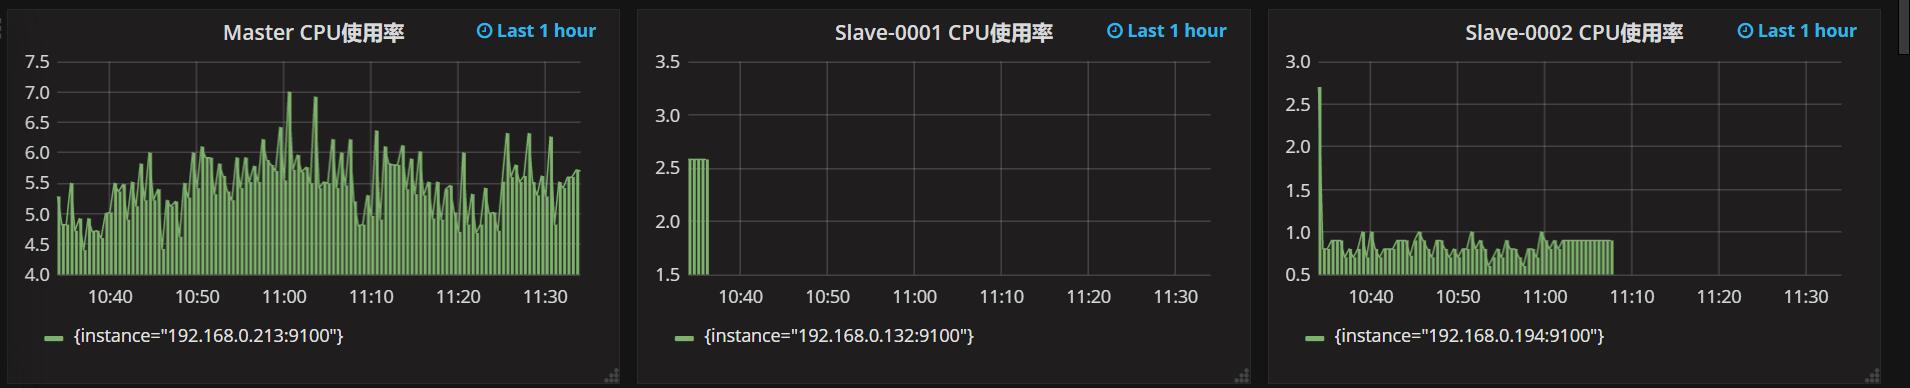 Master CPU使用率
Last 1 hour
7.5
7.0
6.5
6.0
5.5
5.0
4.5
4.0
10:40 10:50 11:00 11:10 11:20 11:30
{instance="192.168.0.213:9100"}
Slave-0001 CPU使用率
Last 1 hour
3.5
3.0
2.5
2.0
1.5
10:40 10:50 11:00 11:10 11:20 11:30
{instance="192.168.0.132:9100"}
Slave-0002 CPU使用率
Last 1 hour
3.0
2.5
2.0
1.5
1.0
0.5
10:40 10:50 11:00 11:10 11:20 11:30
{instance="192.168.0.194:9100"}